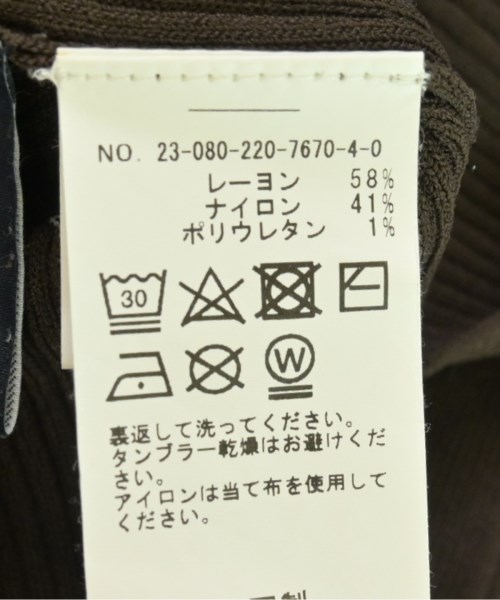 NO. 23-080-220-7670-4-0
レーヨン 58%
ナイロン 41%
ポリウレタン 1%
30
W
裏返して洗ってください。
タンブラー乾燥はお避けくだ
さい。
アイロンは当て布を使用して
ください。